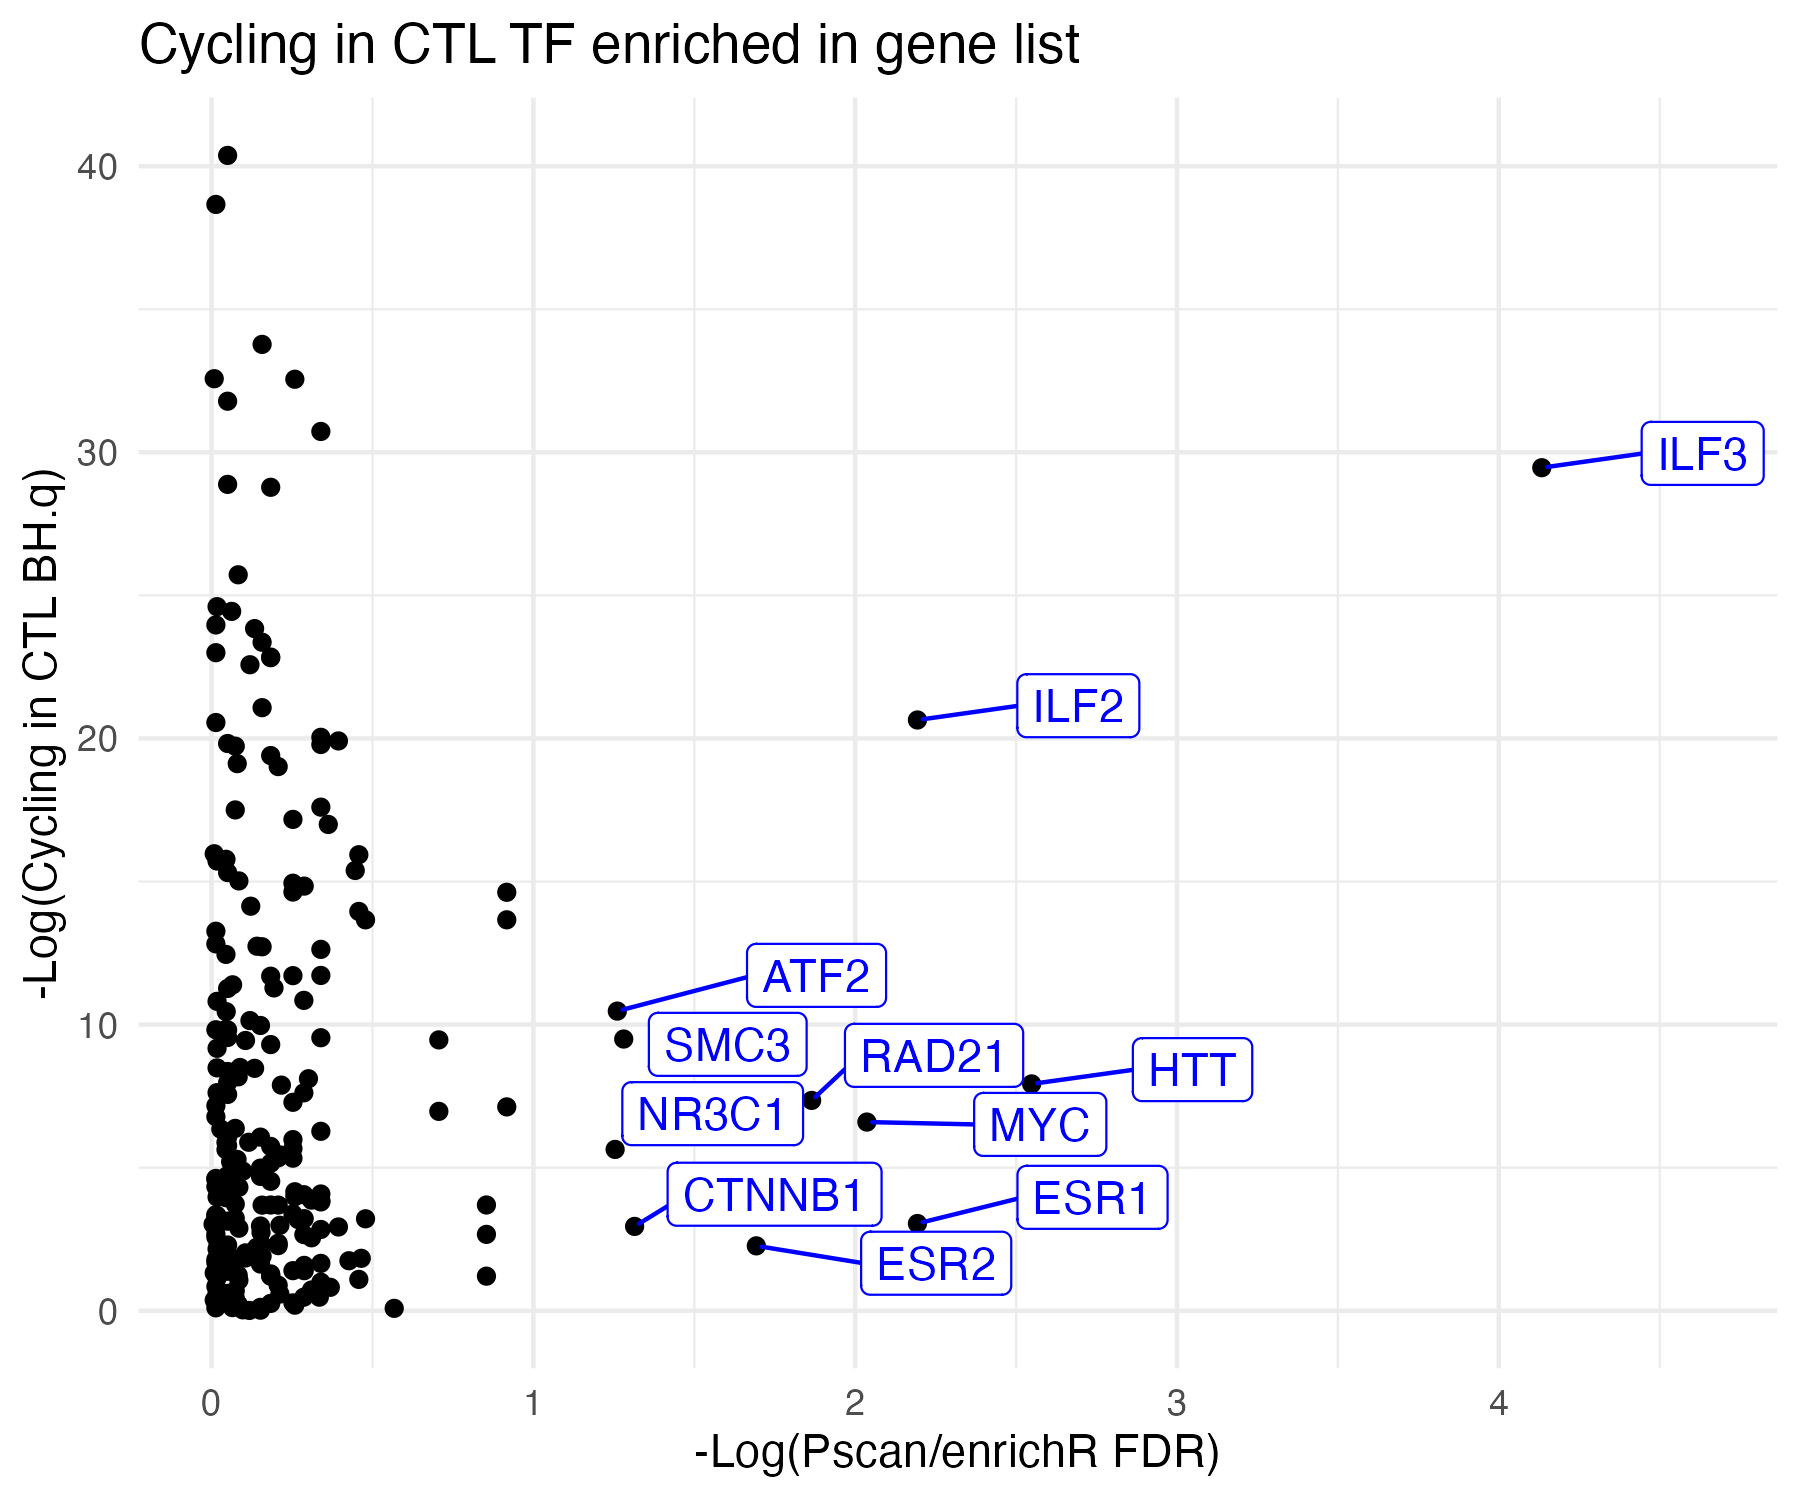 Cycling in CTL TF enriched in gene list
-Log(Cycling in CTL BH.q)
40
30
20
10
0
ILF3
ILF2
ATF2
SMC3
RAD21
HTT
NR3C1
MYC
CTNNB1
ESR1
ESR2
0
1
2
3
4
-Log(Pscan/enrichR FDR)